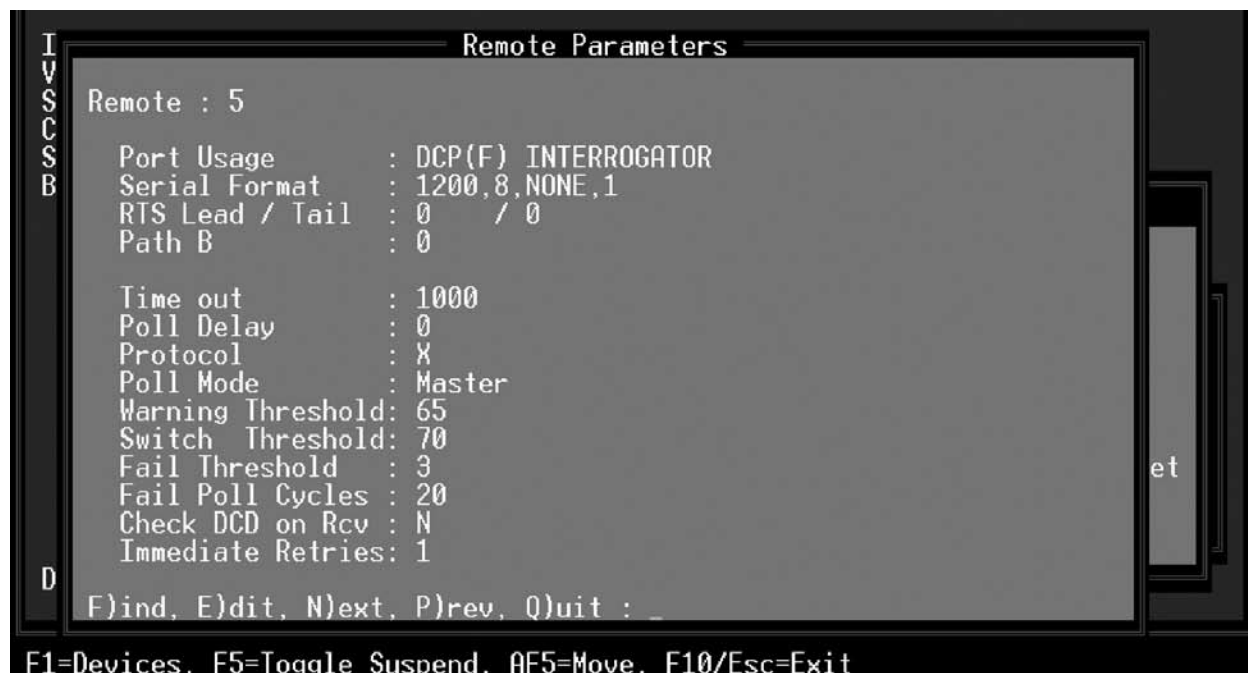 Remote Parameters
I
V
S
C
S
B
Remote : 5
Port Usage : DCP(F) INTERROGATOR
Serial Format : 1200,8,NONE,1
RTS Lead / Tail : 0 / 0
Path B : 0
Time out : 1000
Poll Delay : 0
Protocol : X
Poll Mode : Master
Warning Threshold: 65
Switch Threshold: 70
Fail Threshold : 3
Fail Poll Cycles : 20
Check DCD on Rcv : N
Immediate Retries: 1
et
D
F)ind, E)dit, N)ext, P)rev, Q)uit : _
F1=Devices, F5=Toggle Suspend, AF5=Move, F10/Esc=Exit